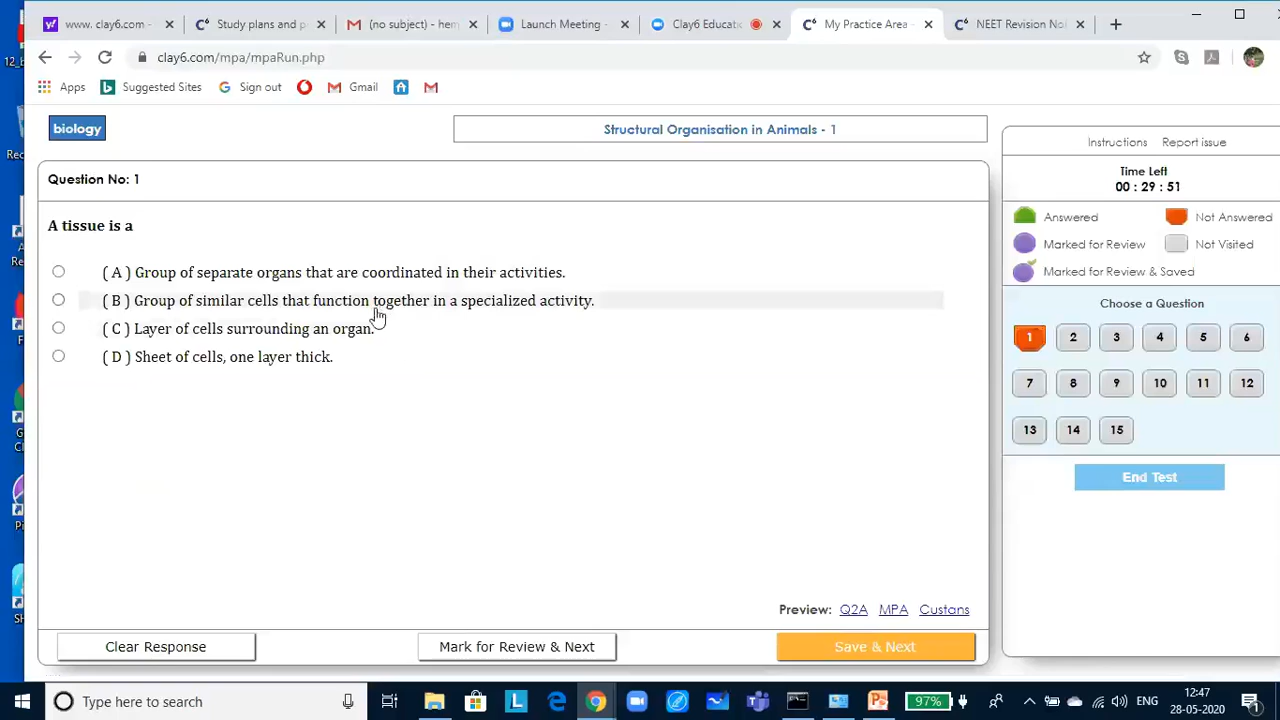 www.clay6.com -
Study plans and p
(no subject) - hem
Launch Meeting -
Clay6 Educati
My Practice Area -
NEET Revision No
clay6.com/mpa/mpaRun.php
Apps
Suggested Sites
Sign out
Gmail
biology
Structural Organisation in Animals - 1
Instructions
Report issue
Time Left
00 : 29 : 51
Question No: 1
Answered
Not Answered
Marked for Review
Not Visited
Marked for Review & Saved
A tissue is a
( A ) Group of separate organs that are coordinated in their activities.
( B ) Group of similar cells that function together in a specialized activity.
( C ) Layer of cells surrounding an organ.
( D ) Sheet of cells, one layer thick.
Choose a Question
1 2 3 4 5 6
7 8 9 10 11 12
13 14 15
End Test
Preview: Q2A MPA Custans
Clear Response
Mark for Review & Next
Save & Next
Type here to search
97%
ENG
12:47
28-05-2020